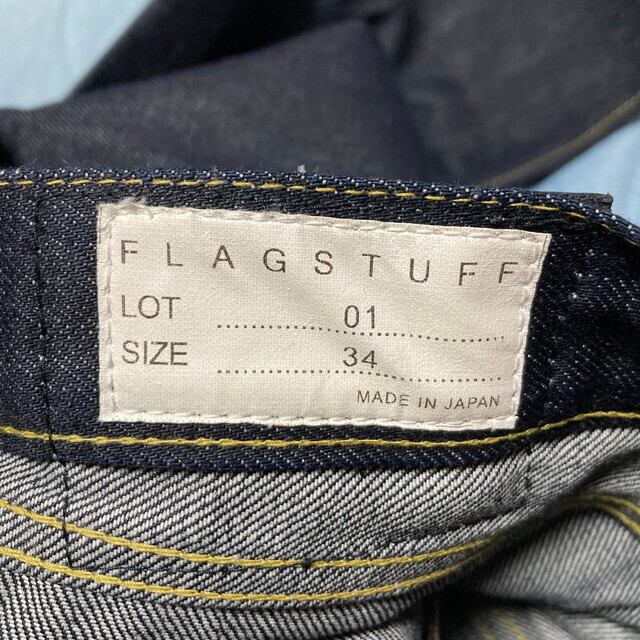 FLAGSTUFF
LOT 01
SIZE 34
MADE IN JAPAN